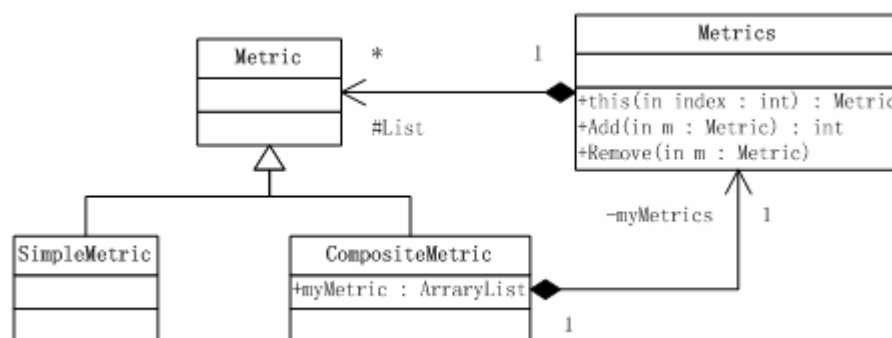 Metric
*
1
#List
Metrics
+this(in index : int) : Metric
+Add(in m : Metric) : int
+Remove(in m : Metric)
-myMetrics
1
SimpleMetric
CompositeMetric
+myMetric : ArraryList
1